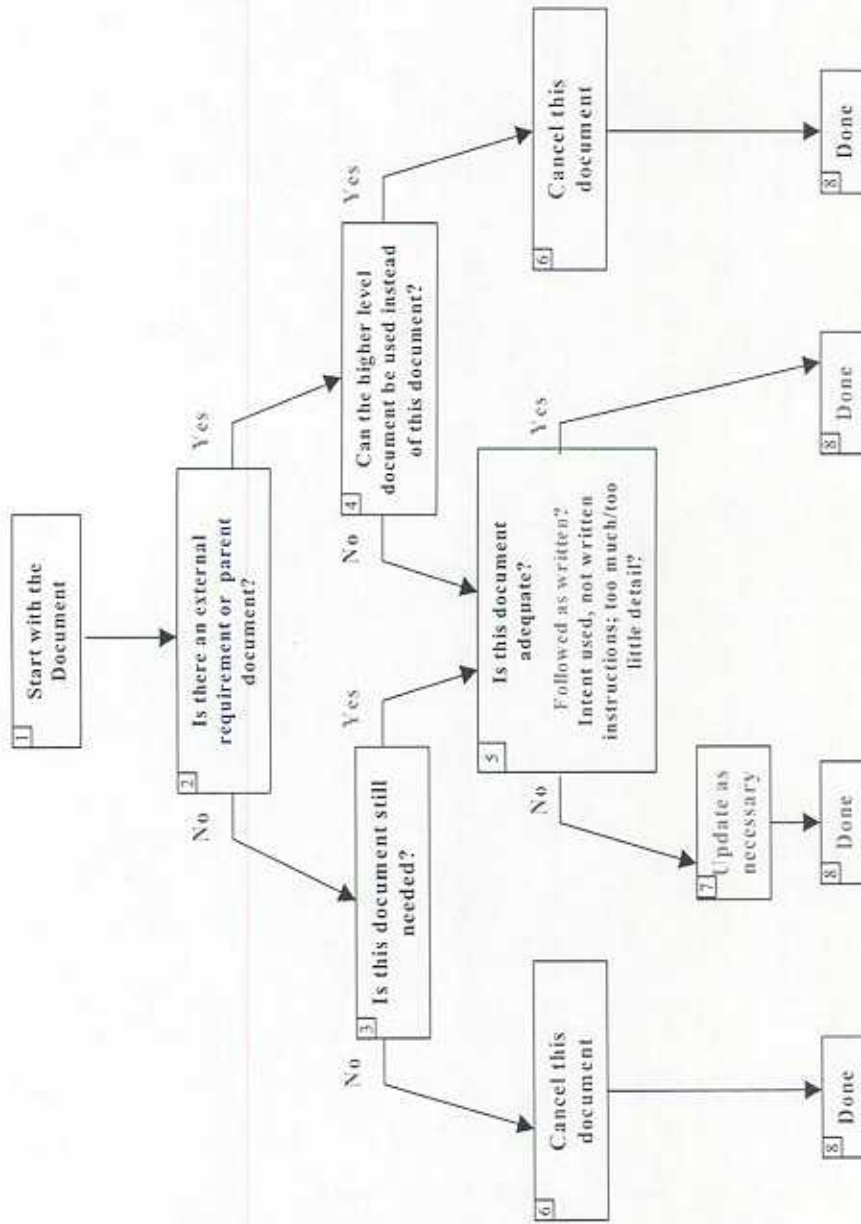 1
Start with the
Document
2
Is there an external
requirement or parent
document?
No
Yes
3
Is this document still
needed?
No
Yes
4
Can the higher level
document be used instead
of this document?
No
Yes
5
Is this document
adequate?
Followed as written?
Intent used, not written
instructions; too much/too
little detail?
No
Yes
6
Cancel this
document
6
Cancel this
document
7
Update as
necessary
8
Done
8
Done
8
Done
8
Done